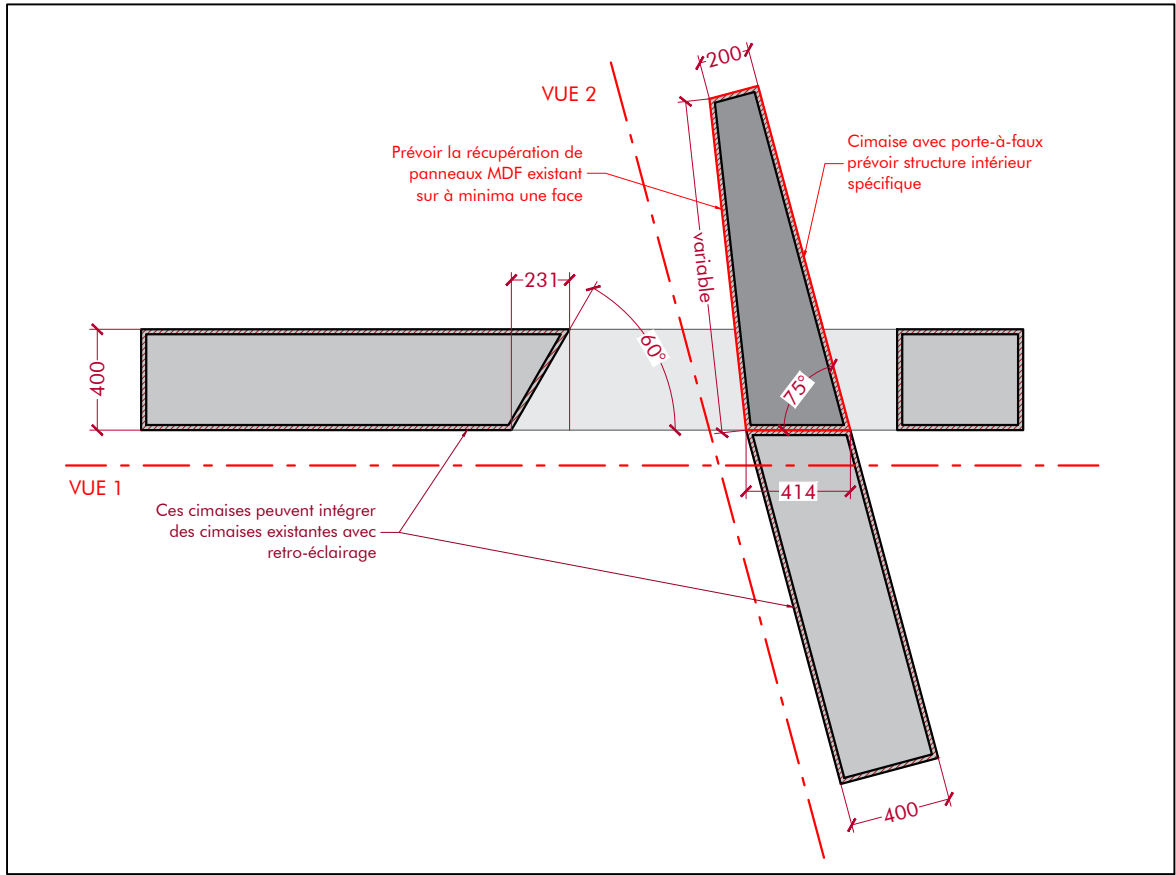 200
VUE 2
Prévoir la récupération de
panneaux MDF existant
sur à minima une face
Cimaise avec porte-à-faux
prévoir structure intérieur
spécifique
variable
231
60°
400
75°
VUE 1
414
Ces cimaises peuvent intégrer
des cimaises existantes avec
retro-éclairage
400